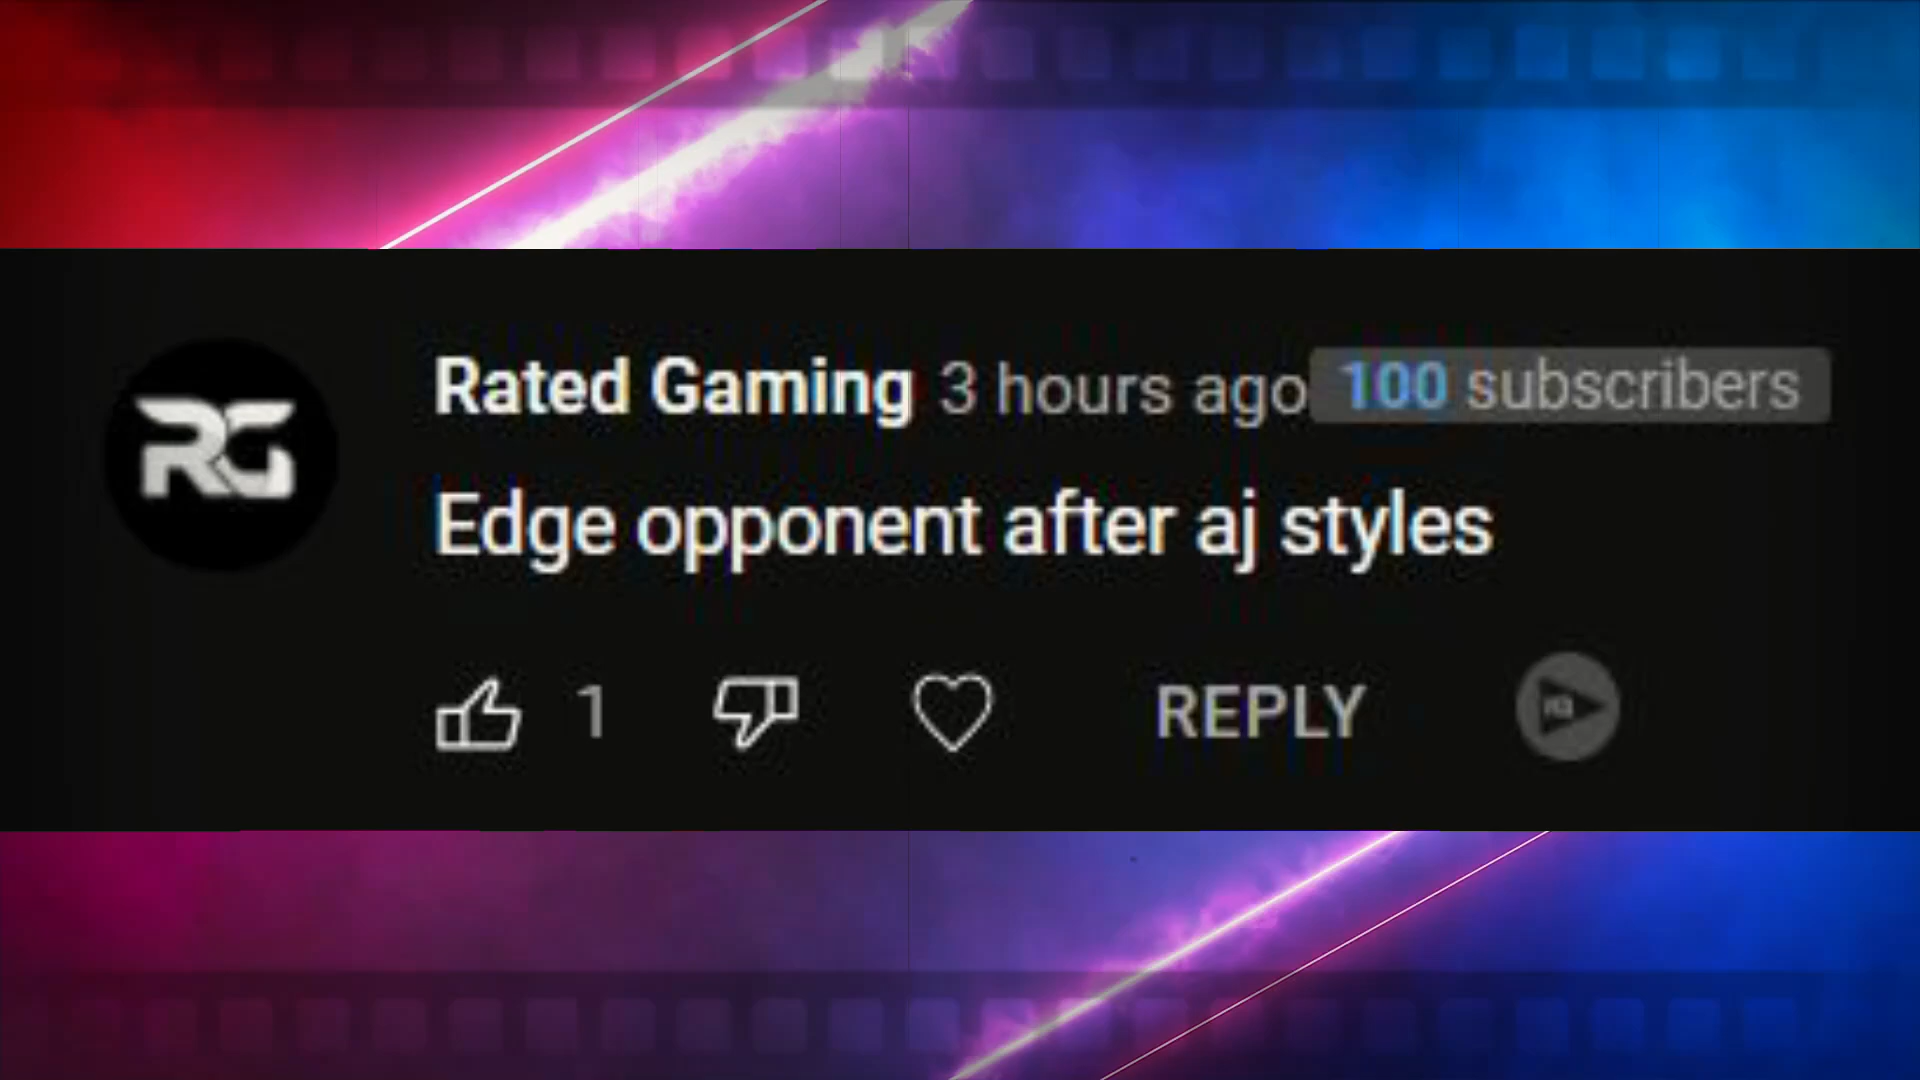 RG
Rated Gaming 3 hours ago 100 subscribers
Edge opponent after aj styles
1 REPLY